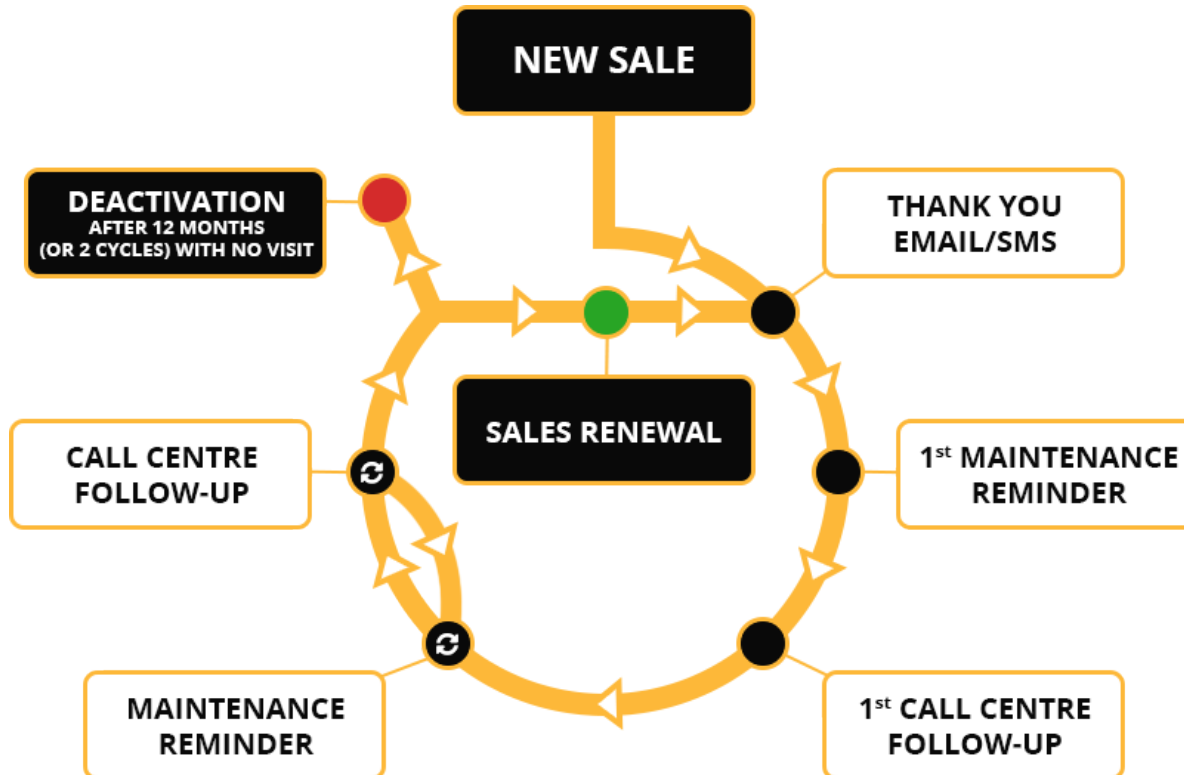 NEW SALE
DEACTIVATION
AFTER 12 MONTHS
(OR 2 CYCLES) WITH NO VISIT
THANK YOU
EMAIL/SMS
SALES RENEWAL
CALL CENTRE
FOLLOW-UP
1st MAINTENANCE
REMINDER
MAINTENANCE
REMINDER
1st CALL CENTRE
FOLLOW-UP